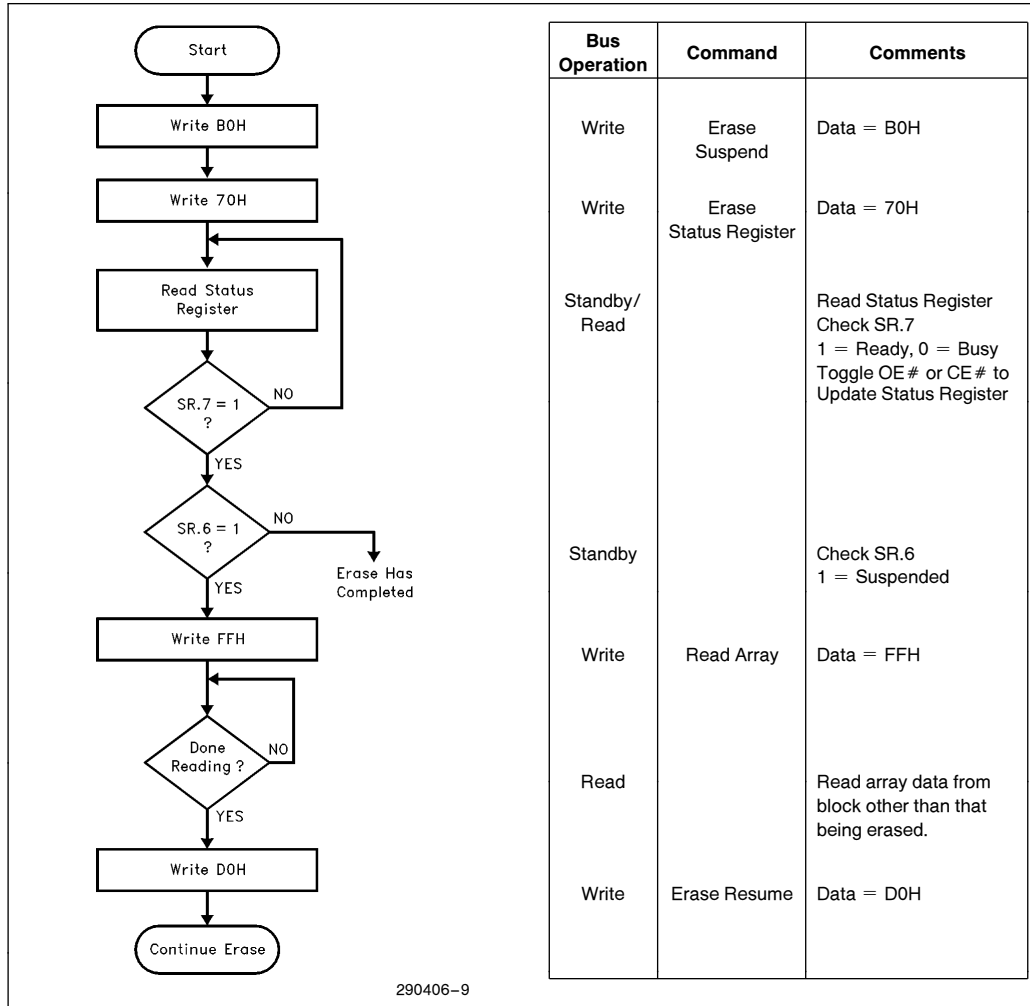 Start
Write B0H
Write 70H
Read Status
Register
SR.7 = 1
?
NO
YES
SR.6 = 1
?
NO
Erase Has
Completed
YES
Write FFH
Done
Reading ?
NO
YES
Write D0H
Continue Erase
290406–9
Bus
Operation
Command
Comments
Write
Erase
Suspend
Data = B0H
Write
Erase
Status Register
Data = 70H
Standby/
Read
Read Status Register
Check SR.7
1 = Ready, 0 = Busy
Toggle OE# or CE# to
Update Status Register
Standby
Check SR.6
1 = Suspended
Write
Read Array
Data = FFH
Read
Read array data from
block other than that
being erased.
Write
Erase Resume
Data = D0H